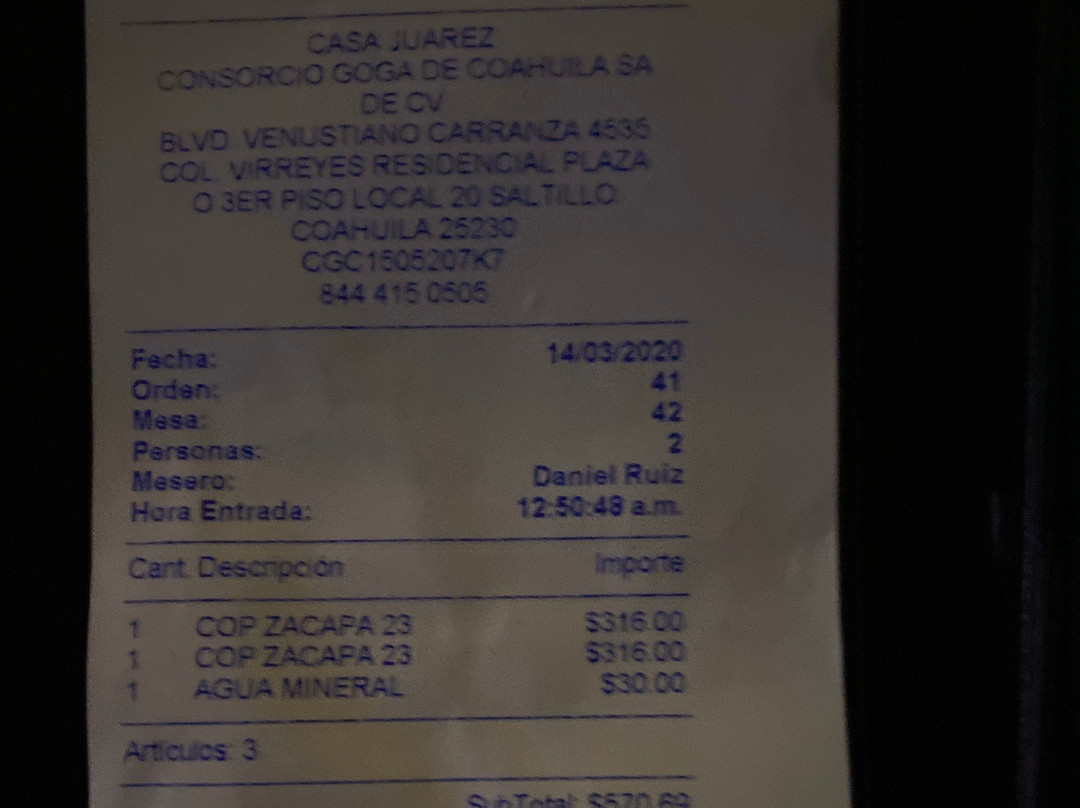 CASA JUAREZ
CONSORCIO GOGA DE COAHUILA SA
DE CV
BLVD. VENUSTIANO CARRANZA 4535
COL. VIRREYES RESIDENCIAL PLAZA
O 3ER PISO LOCAL 20 SALTILLO
COAHUILA 25230
CGC1505207K7
844 415 0505
Fecha: 14/03/2020
Orden: 41
Mesa: 42
Personas: 2
Mesero: Daniel Ruiz
Hora Entrada: 12:50:49 a.m.
Cant. Descripción Importe
1 COP ZACAPA 23 $316.00
1 COP ZACAPA 23 $316.00
1 AGUA MINERAL $30.00
Artículos: 3
SubTotal: $570.69